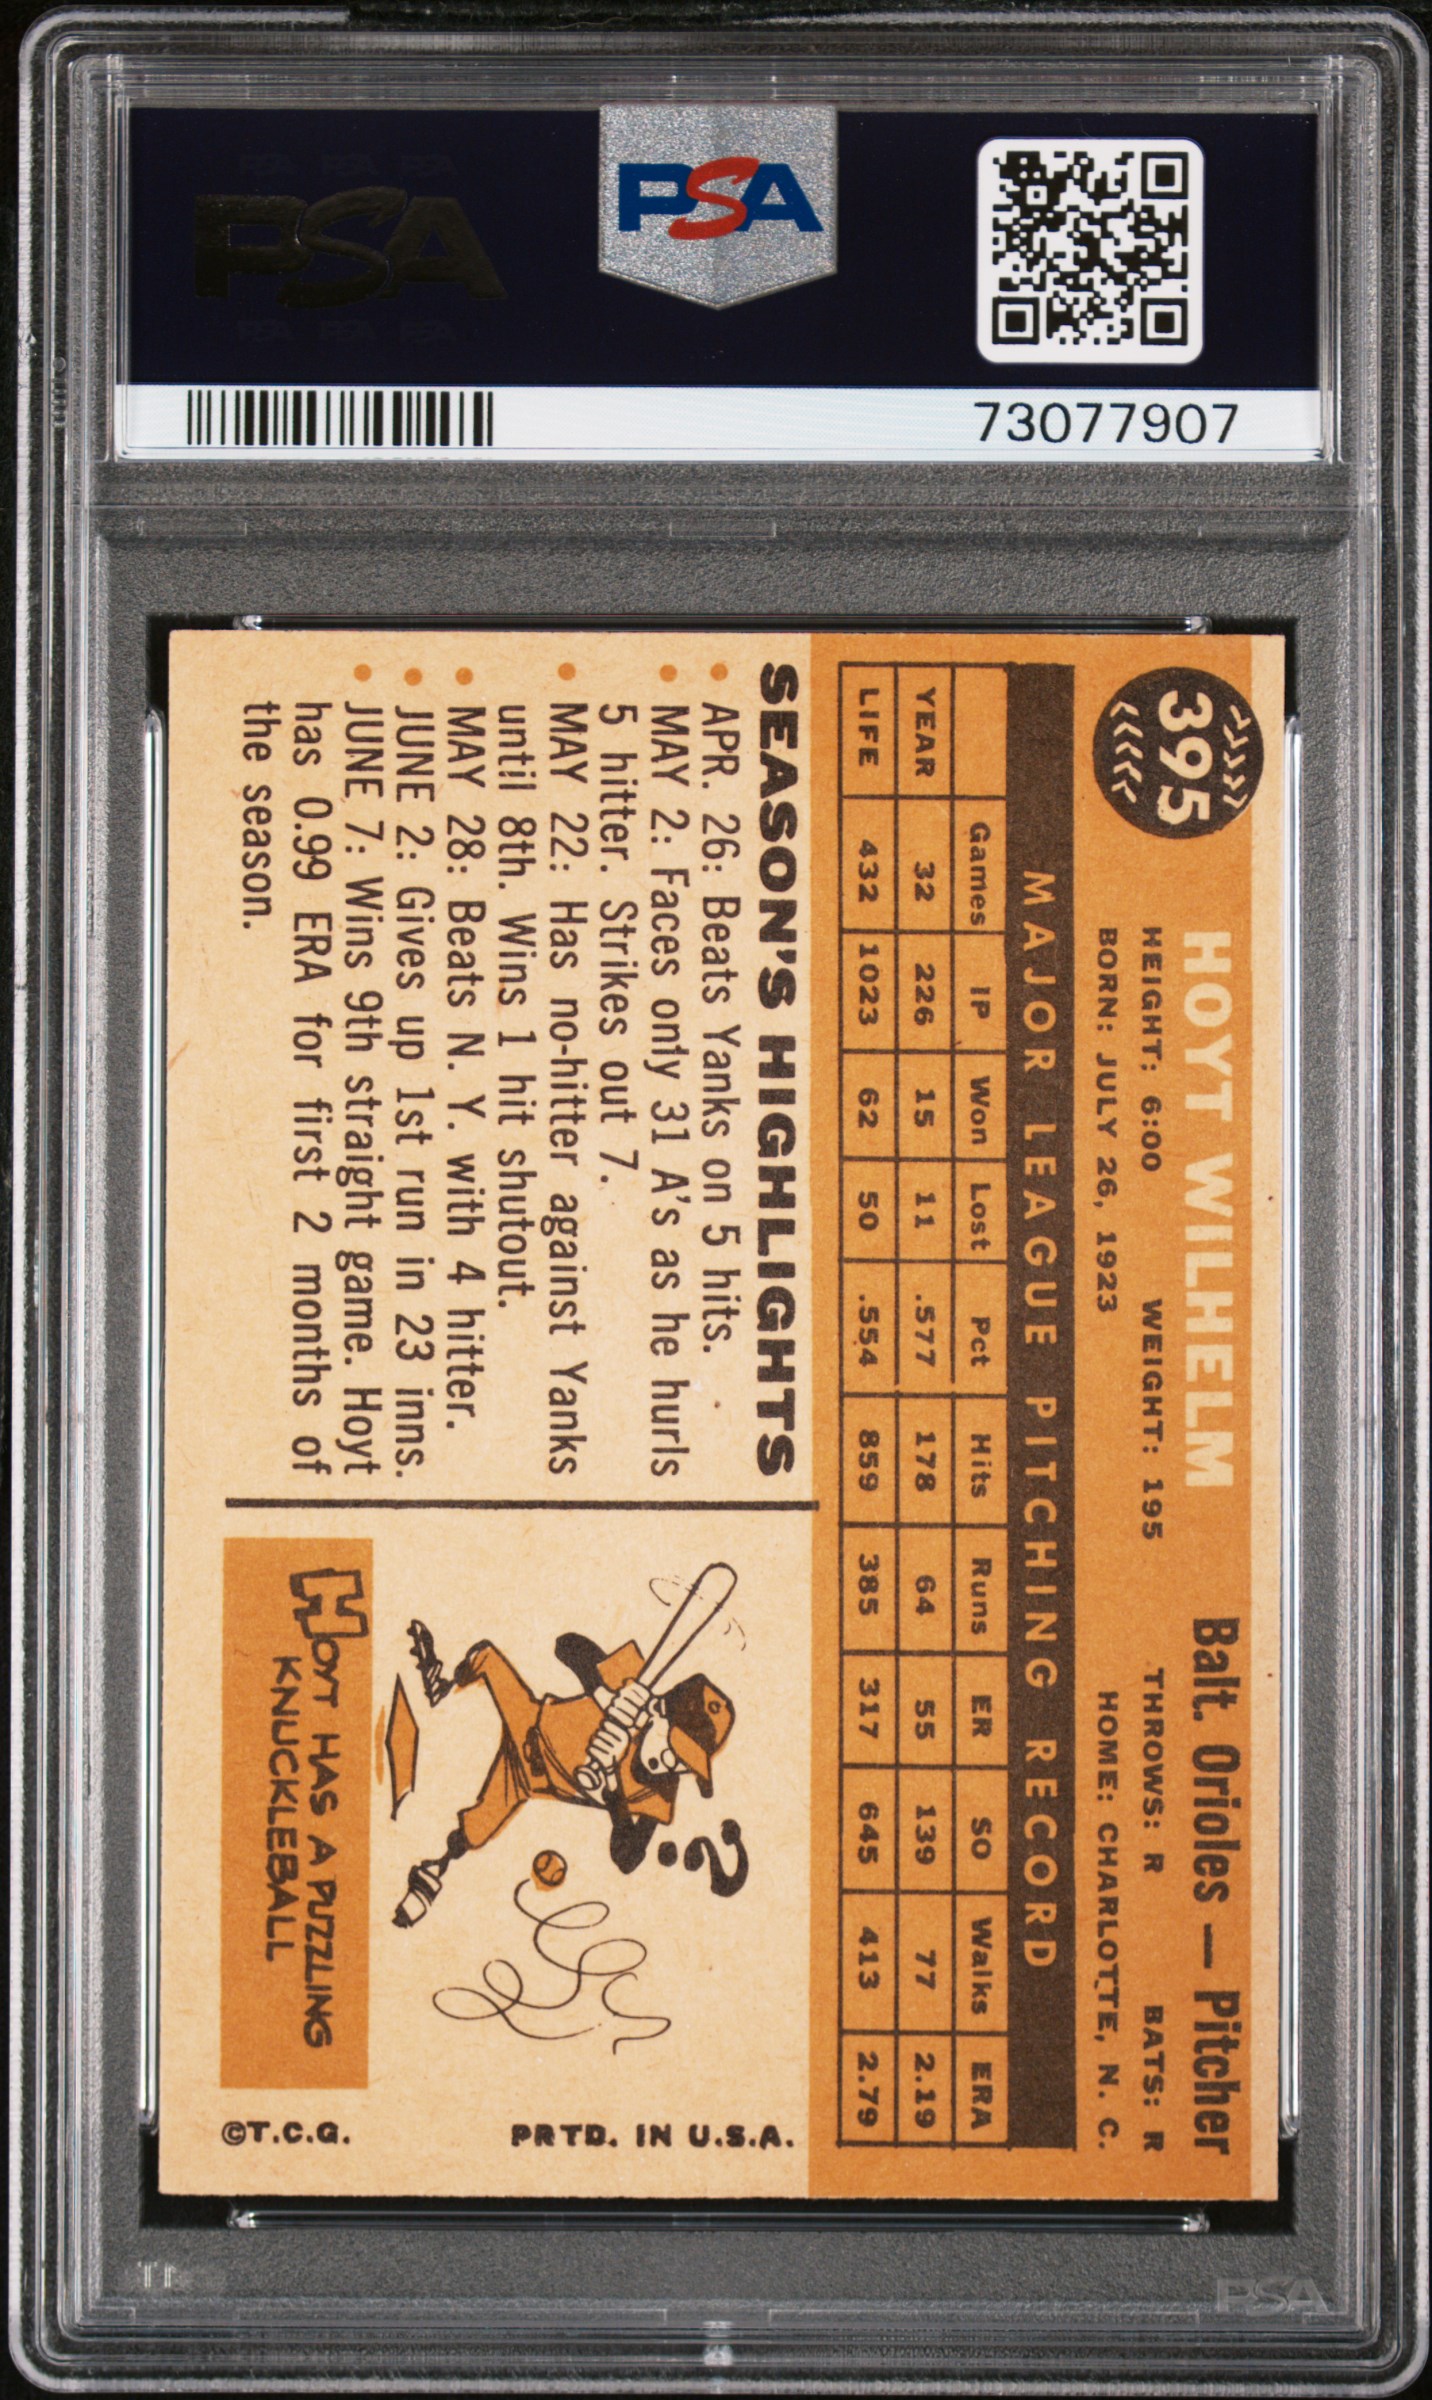 PSA
PSA
73077907
395
HOYT WILHELM
Balt. Orioles — Pitcher
HEIGHT: 6:00 WEIGHT: 195 THROWS: R BATS: R
BORN: JULY 26, 1923 HOME: CHARLOTTE, N. C.
MAJOR LEAGUE PITCHING RECORD
Games IP Won Lost Pct Hits Runs ER SO Walks ERA
YEAR 32 226 15 11 .577 178 64 55 139 77 2.19
LIFE 432 1023 62 50 .554 859 385 317 645 413 2.79
SEASON'S HIGHLIGHTS
• APR. 26: Beats Yanks on 5 hits.
• MAY 2: Faces only 31 A's as he hurls
5 hitter. Strikes out 7.
• MAY 22: Has no-hitter against Yanks
until 8th. Wins 1 hit shutout.
• MAY 28: Beats N. Y. with 4 hitter.
• JUNE 2: Gives up 1st run in 23 inns.
• JUNE 7: Wins 9th straight game. Hoyt
has 0.99 ERA for first 2 months of
the season.
?
HOYT HAS A PUZZLING
KNUCKLEBALL
PRTD. IN U.S.A.
©T.C.G.
PSA